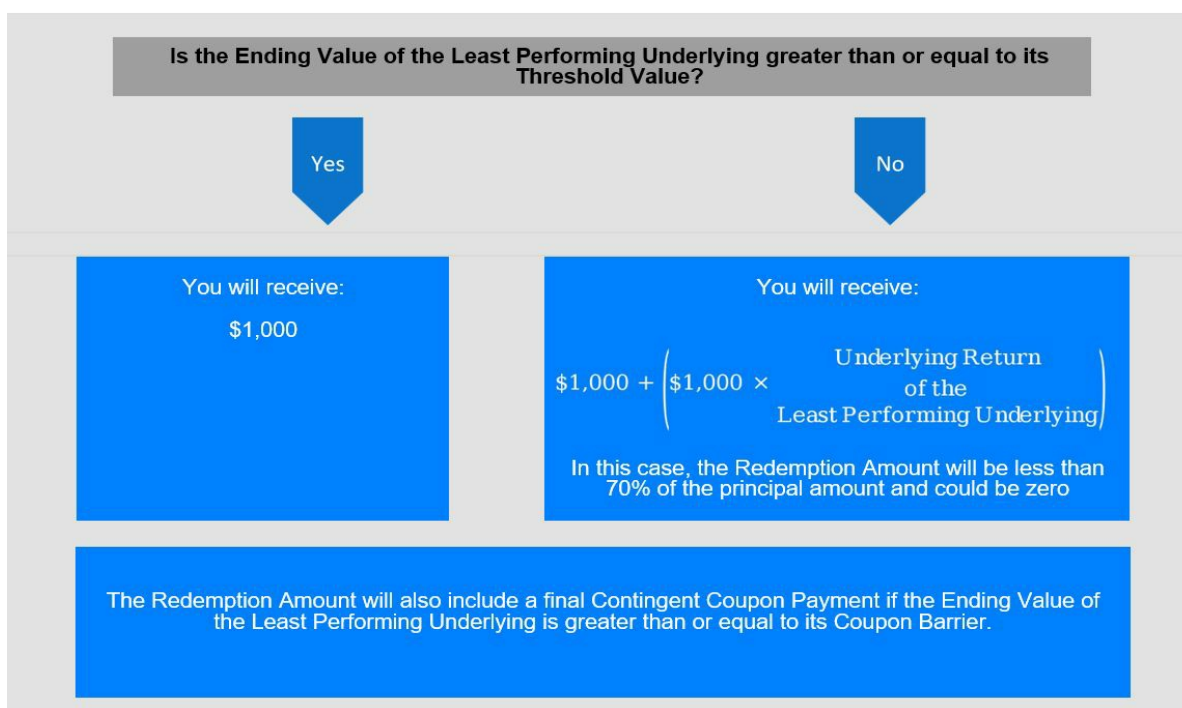 Is the Ending Value of the Least Performing Underlying greater than or equal to its
Threshold Value?
Yes
No
You will receive:
$1,000
You will receive:
$1,000 + ($1,000 × Underlying Return
of the
Least Performing Underlying)
In this case, the Redemption Amount will be less than
70% of the principal amount and could be zero
The Redemption Amount will also include a final Contingent Coupon Payment if the Ending Value of
the Least Performing Underlying is greater than or equal to its Coupon Barrier.